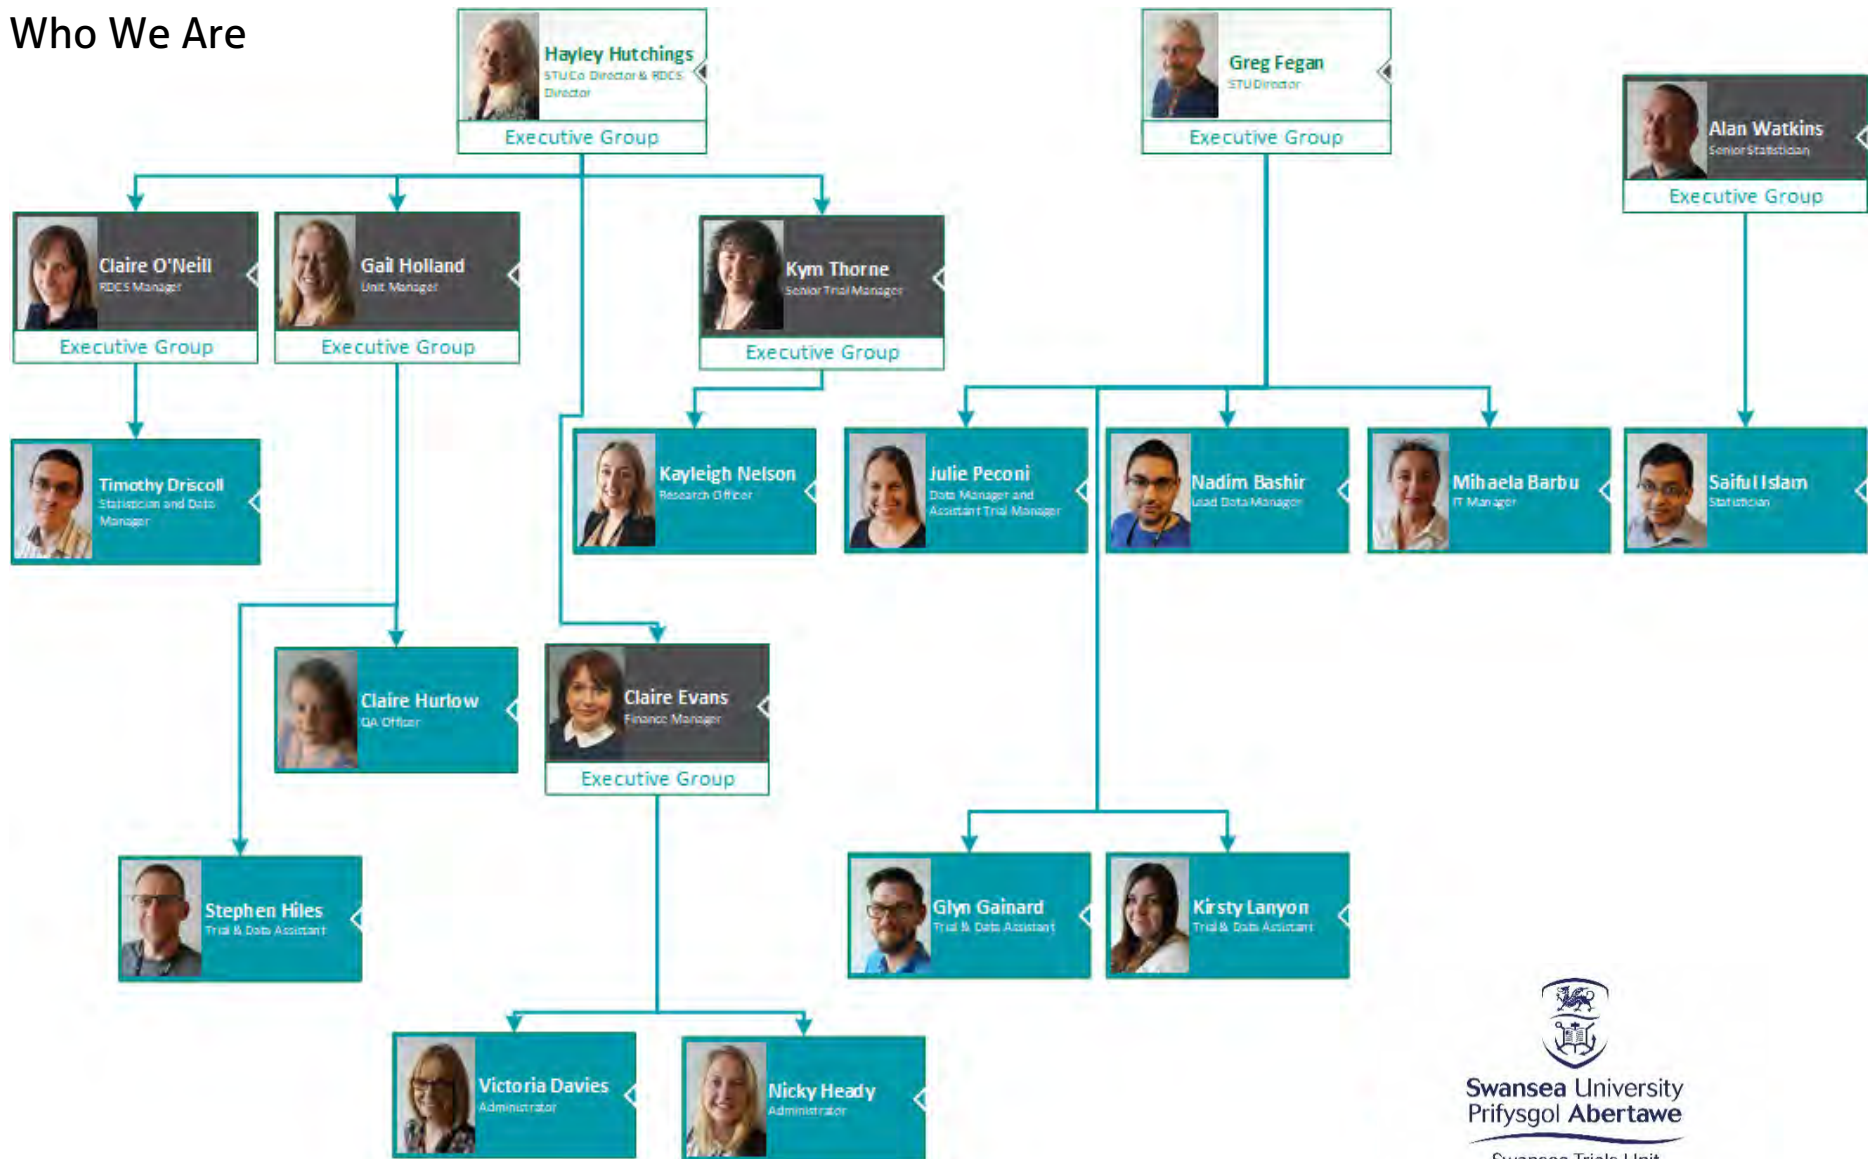 Who We Are
Hayley Hutchings
STU Co Director & RDCS
Director
Executive Group
Greg Fegan
STU Director
Executive Group
Alan Watkins
Senior Statistician
Executive Group
Claire O'Neill
RDCS Manager
Executive Group
Gail Holland
Unit Manager
Executive Group
Kym Thorne
Senior Trial Manager
Executive Group
Timothy Driscoll
Statistician and Data
Manager
Kayleigh Nelson
Research Officer
Julie Peconi
Data Manager and
Assistant Trial Manager
Nadim Bashir
Lead Data Manager
Mihaela Barbu
IT Manager
Saiful Islam
Statistician
Claire Hurlow
QA Officer
Claire Evans
Finance Manager
Executive Group
Stephen Hiles
Trial & Data Assistant
Glyn Gainard
Trial & Data Assistant
Kirsty Lanyon
Trial & Data Assistant
Victoria Davies
Administrator
Nicky Heady
Administrator
Swansea University
Prifysgol Abertawe
Swansea Trials Unit